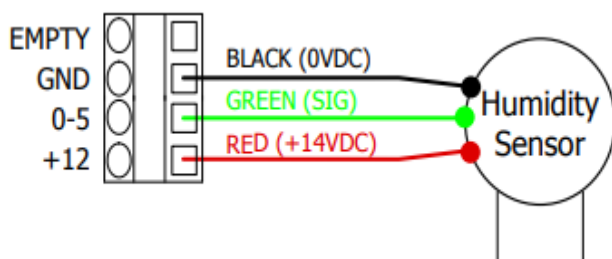 EMPTY
GND
BLACK (0VDC)
0-5
GREEN (SIG)
+12
RED (+14VDC)
Humidity
Sensor